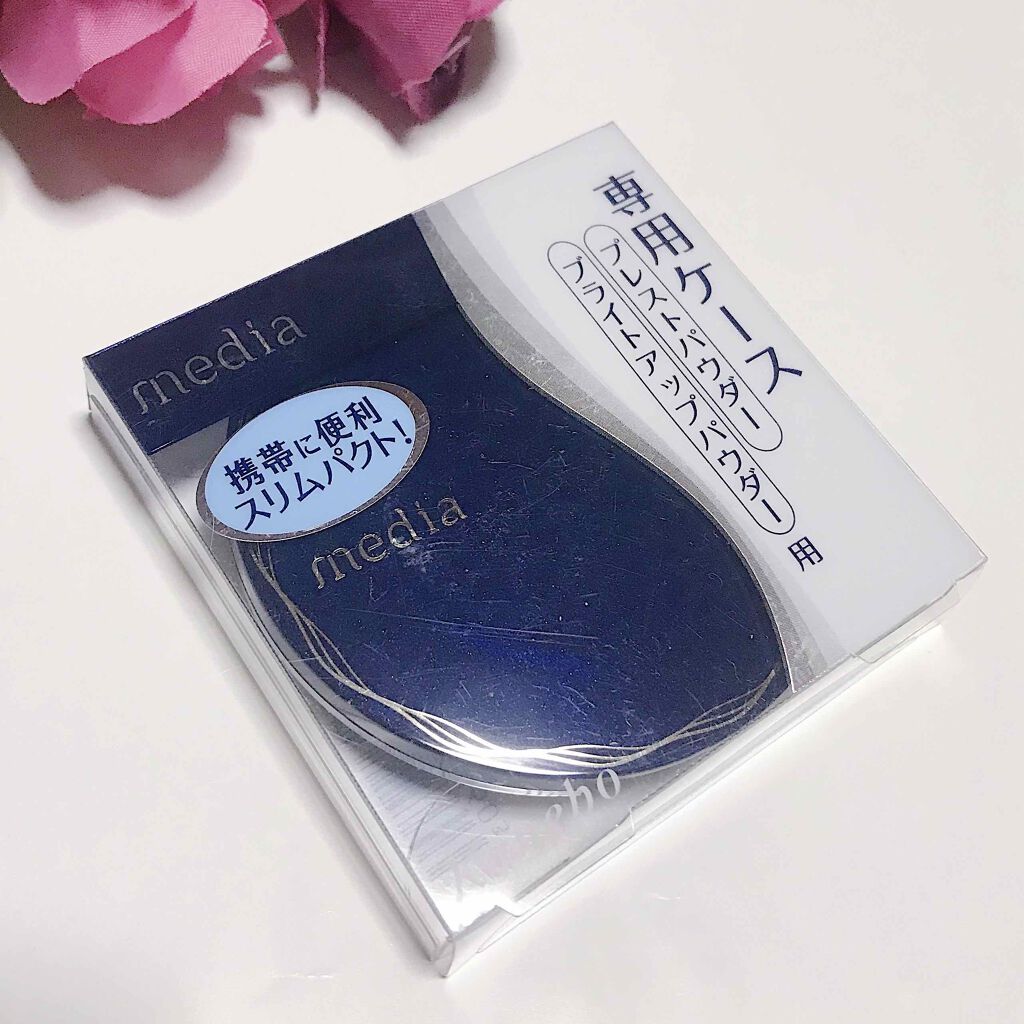 media
携帯に便利
スリムパクト!
media
専用ケース
プレストパウダー
ブライトアップパウダー
用